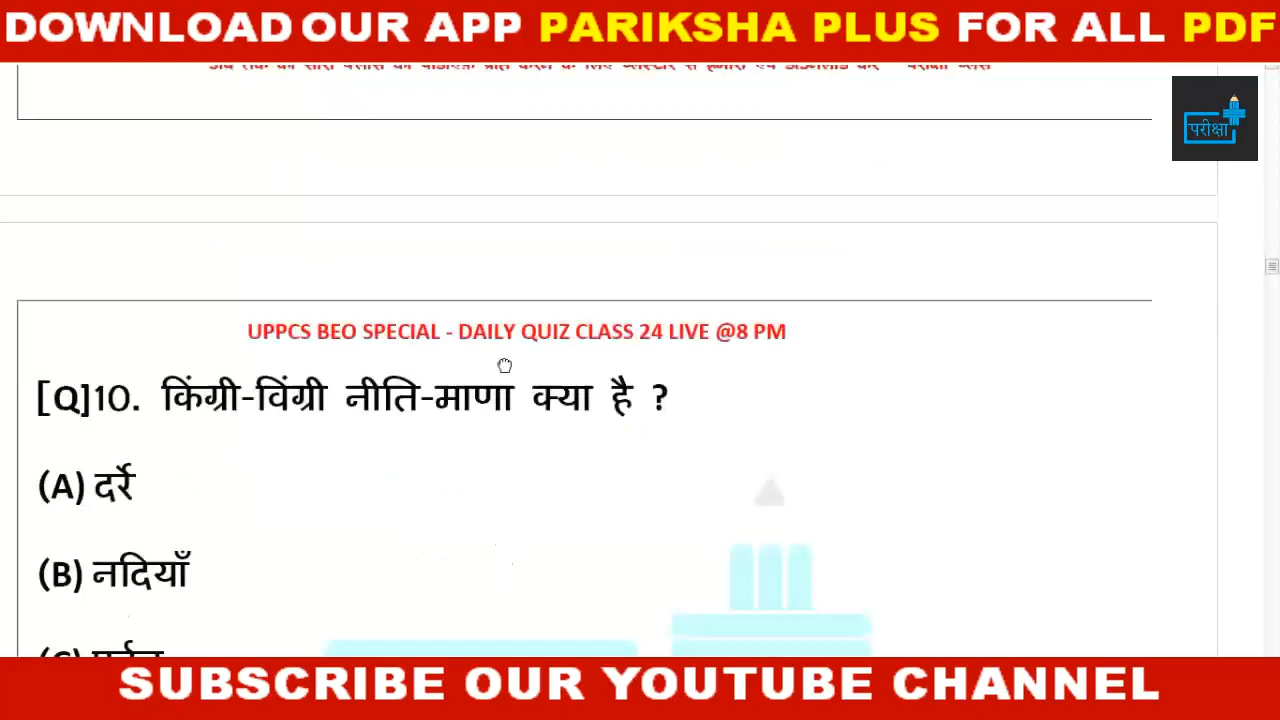 DOWNLOAD OUR APP PARIKSHA PLUS FOR ALL PDF
परीक्षा
UPPCS BEO SPECIAL - DAILY QUIZ CLASS 24 LIVE @8 PM
[Q]10. किंग्री-विंग्री नीति-माणा क्या है ?
(A) दर्रे
(B) नदियाँ
SUBSCRIBE OUR YOUTUBE CHANNEL